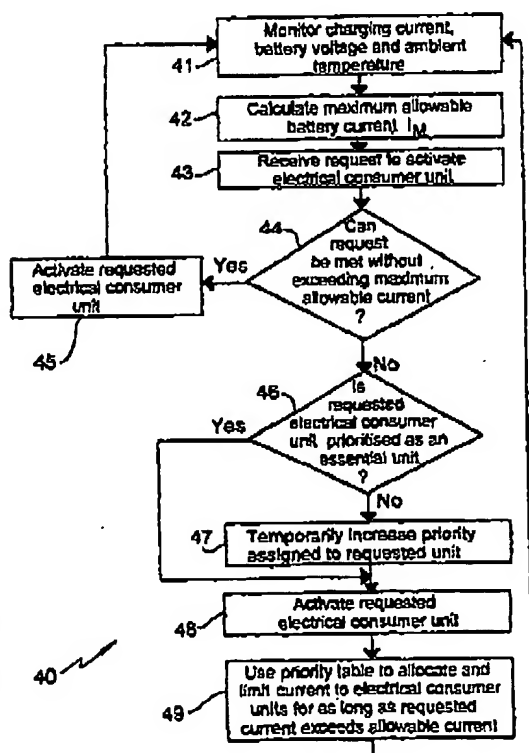 Monitor charging current,
battery voltage and ambient
temperature
41
Calculate maximum allowable
battery current I_M
42
Receive request to activate
electrical consumer unit
43
44
Can
request
be met without
exceeding maximum
allowable current
?
Yes
Activate requested
electrical consumer
unit
45
No
46
Is
requested
electrical consumer
unit prioritised as an
essential unit
?
Yes
No
47
Temporarily increase priority
assigned to requested unit
48
Activate requested
electrical consumer unit
40
49
Use priority table to allocate and
limit current to electrical consumer
units for as long as requested
current exceeds allowable current